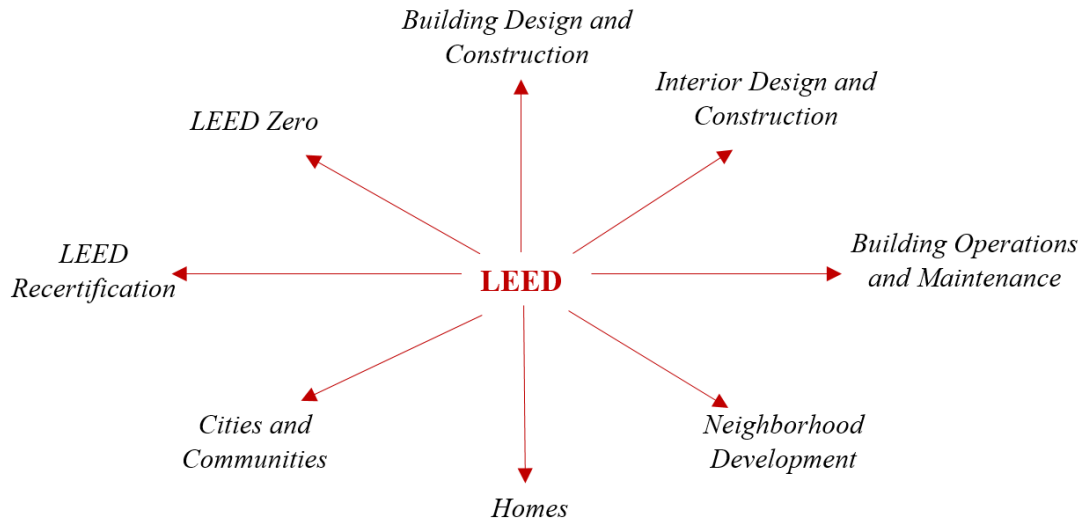 Building Design and
Construction
Interior Design and
Construction
LEED Zero
Building Operations
and Maintenance
LEED
Recertification
LEED
Cities and
Communities
Neighborhood
Development
Homes